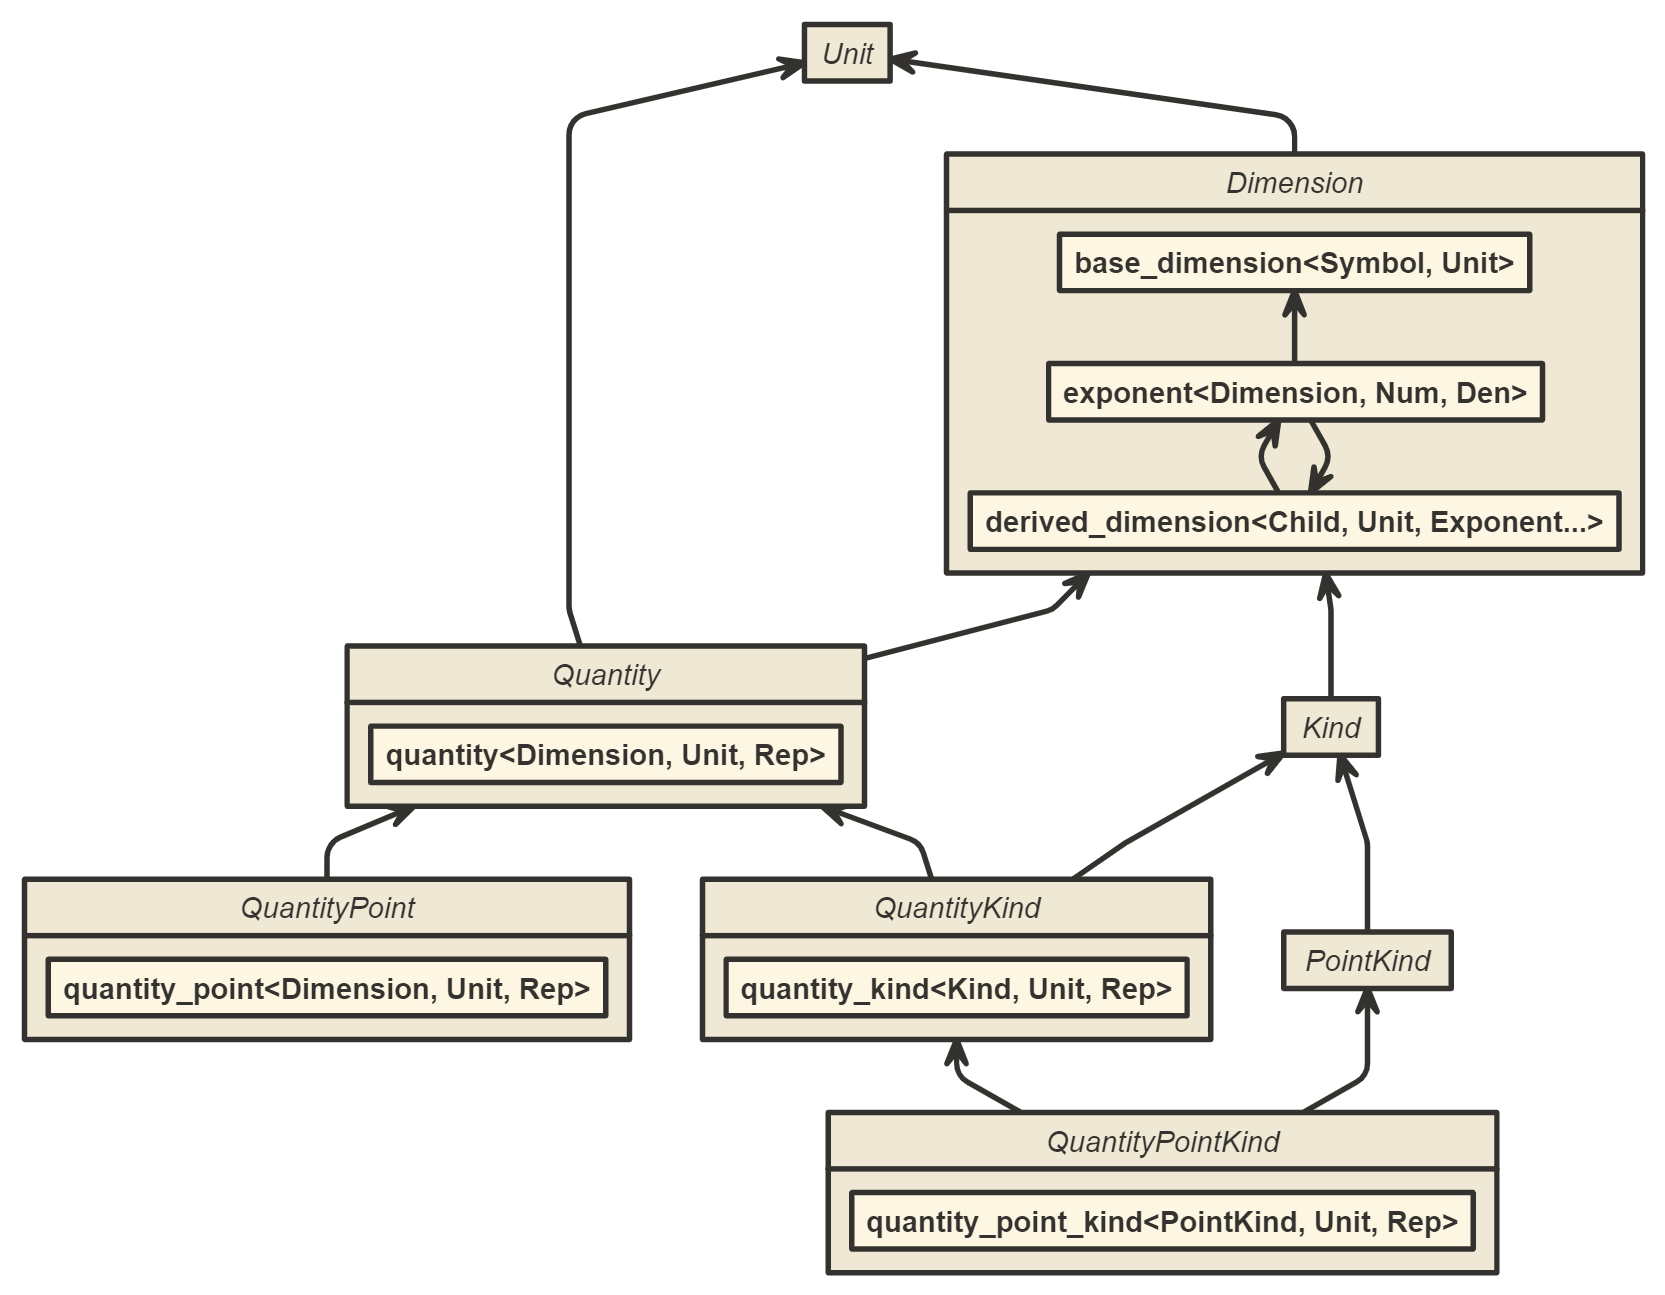 Unit
Dimension
base_dimension<Symbol, Unit>
exponent<Dimension, Num, Den>
derived_dimension<Child, Unit, Exponent...>
Quantity
quantity<Dimension, Unit, Rep>
Kind
QuantityPoint
quantity_point<Dimension, Unit, Rep>
QuantityKind
quantity_kind<Kind, Unit, Rep>
PointKind
QuantityPointKind
quantity_point_kind<PointKind, Unit, Rep>